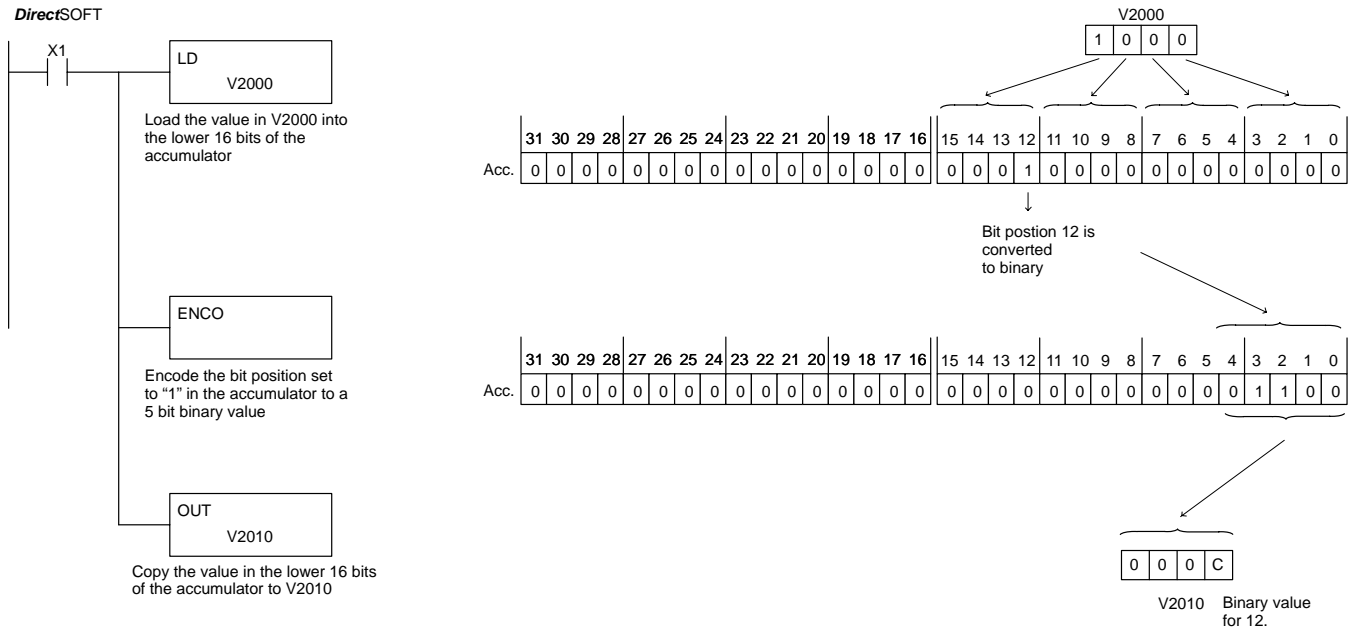 DirectSOFT
X1
LD
V2000
Load the value in V2000 into
the lower 16 bits of the
accumulator
V2000
1 0 0 0
31 30 29 28 27 26 25 24 23 22 21 20 19 18 17 16 15 14 13 12 11 10 9 8 7 6 5 4 3 2 1 0
Acc. 0 0 0 0 0 0 0 0 0 0 0 0 0 0 0 0 0 0 0 1 0 0 0 0 0 0 0 0 0 0 0 0
Bit postion 12 is
converted
to binary
ENCO
Encode the bit position set
to “1” in the accumulator to a
5 bit binary value
31 30 29 28 27 26 25 24 23 22 21 20 19 18 17 16 15 14 13 12 11 10 9 8 7 6 5 4 3 2 1 0
Acc. 0 0 0 0 0 0 0 0 0 0 0 0 0 0 0 0 0 0 0 0 0 0 0 0 0 0 0 0 1 1 0 0
OUT
V2010
Copy the value in the lower 16 bits
of the accumulator to V2010
0 0 0 C
V2010 Binary value
for 12.